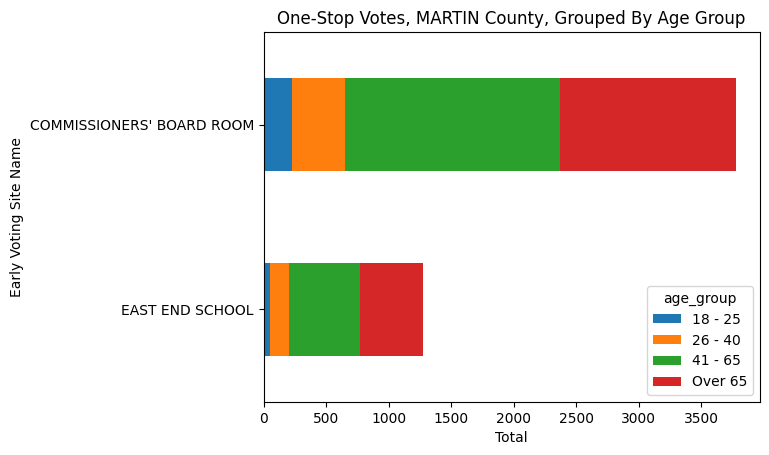 One-Stop Votes, MARTIN County, Grouped By Age Group
Early Voting Site Name
COMMISSIONERS' BOARD ROOM
EAST END SCHOOL
age_group
18 - 25
26 - 40
41 - 65
Over 65
0 500 1000 1500 2000 2500 3000 3500
Total